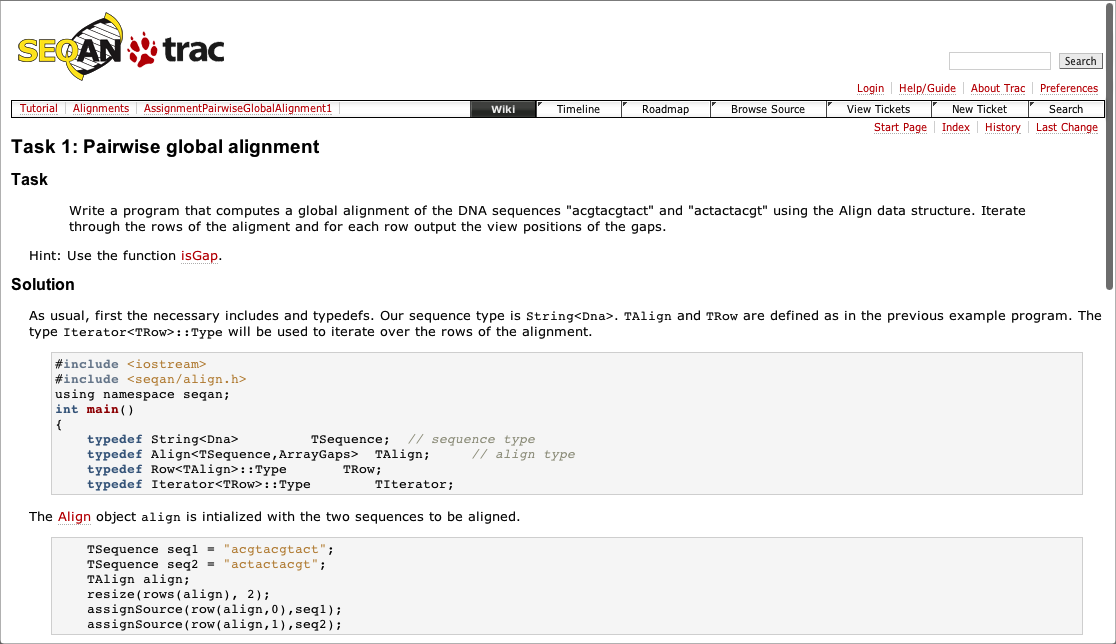 SEQAN trac
Search
Login Help/Guide About Trac Preferences
Tutorial Alignments AssignmentPairwiseGlobalAlignment1 Wiki Timeline Roadmap Browse Source View Tickets New Ticket Search
Start Page Index History Last Change
Task 1: Pairwise global alignment
Task
Write a program that computes a global alignment of the DNA sequences "acgtacgtact" and "actactacgt" using the Align data structure. Iterate
through the rows of the aligment and for each row output the view positions of the gaps.
Hint: Use the function isGap.
Solution
As usual, first the necessary includes and typedefs. Our sequence type is String<Dna>. TAlign and TRow are defined as in the previous example program. The
type Iterator<TRow>::Type will be used to iterate over the rows of the alignment.
#include <iostream>
#include <seqan/align.h>
using namespace seqan;
int main()
{
typedef String<Dna> TSequence; // sequence type
typedef Align<TSequence,ArrayGaps> TAlign; // align type
typedef Row<TAlign>::Type TRow;
typedef Iterator<TRow>::Type TIterator;
The Align object align is intialized with the two sequences to be aligned.
TSequence seq1 = "acgtacgtact";
TSequence seq2 = "actactacgt";
TAlign align;
resize(rows(align), 2);
assignSource(row(align,0),seq1);
assignSource(row(align,1),seq2);